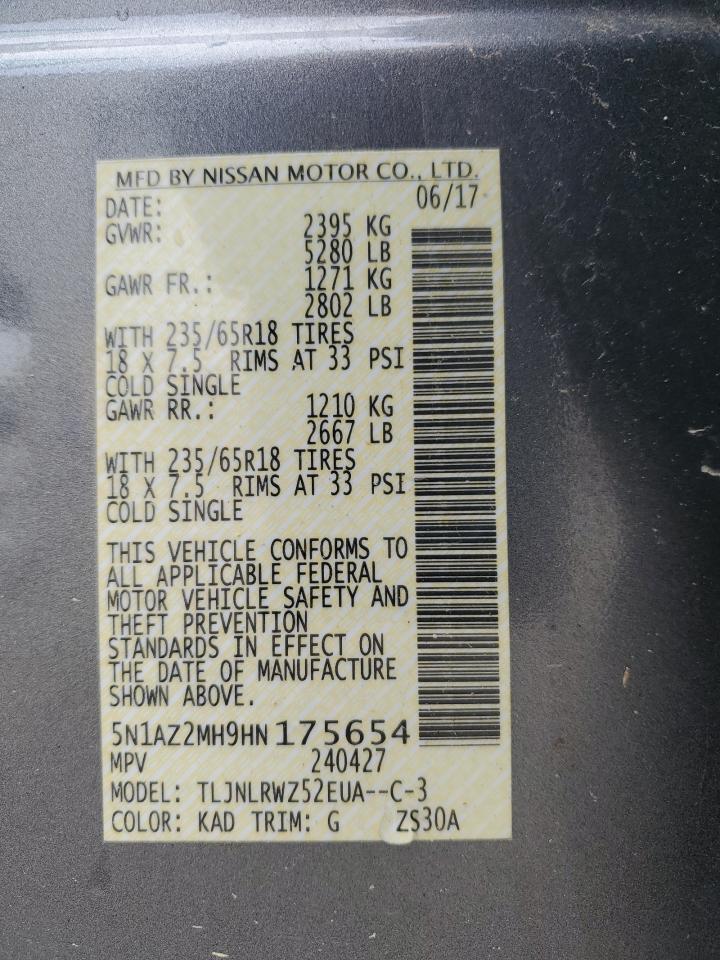 MFD BY NISSAN MOTOR CO., LTD.
DATE: 06/17
GVWR: 2395 KG
5280 LB
GAWR FR.: 1271 KG
2802 LB
WITH 235/65R18 TIRES
18 X 7.5 RIMS AT 33 PSI
COLD SINGLE
GAWR RR.: 1210 KG
2667 LB
WITH 235/65R18 TIRES
18 X 7.5 RIMS AT 33 PSI
COLD SINGLE
THIS VEHICLE CONFORMS TO
ALL APPLICABLE FEDERAL
MOTOR VEHICLE SAFETY AND
THEFT PREVENTION
STANDARDS IN EFFECT ON
THE DATE OF MANUFACTURE
SHOWN ABOVE.
5N1AZ2MH9HN 175654
MPV 240427
MODEL: TLJNLRWZ52EUA--C-3
COLOR: KAD TRIM: G ZS30A